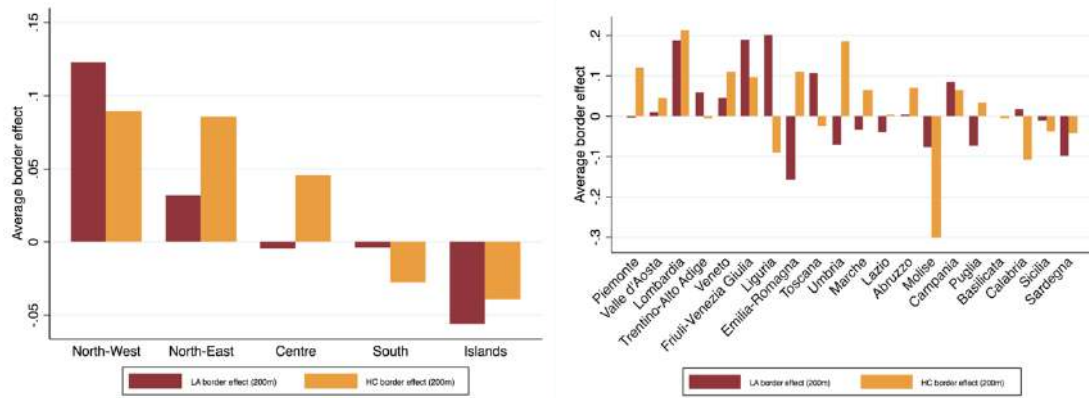 Average border effect
.15
.1
.05
0
-.05
North-West North-East Centre South Islands
LA border effect (200m) HC border effect (200m)
Average border effect
.2
.1
0
-.1
-.2
-.3
Piemonte
Valle d'Aosta
Lombardia
Trentino-Alto Adige
Veneto
Friuli-Venezia Giulia
Liguria
Emilia-Romagna
Toscana
Umbria
Marche
Lazio
Abruzzo
Molise
Campania
Puglia
Basilicata
Calabria
Sicilia
Sardegna
LA border effect (200m) HC border effect (200m)